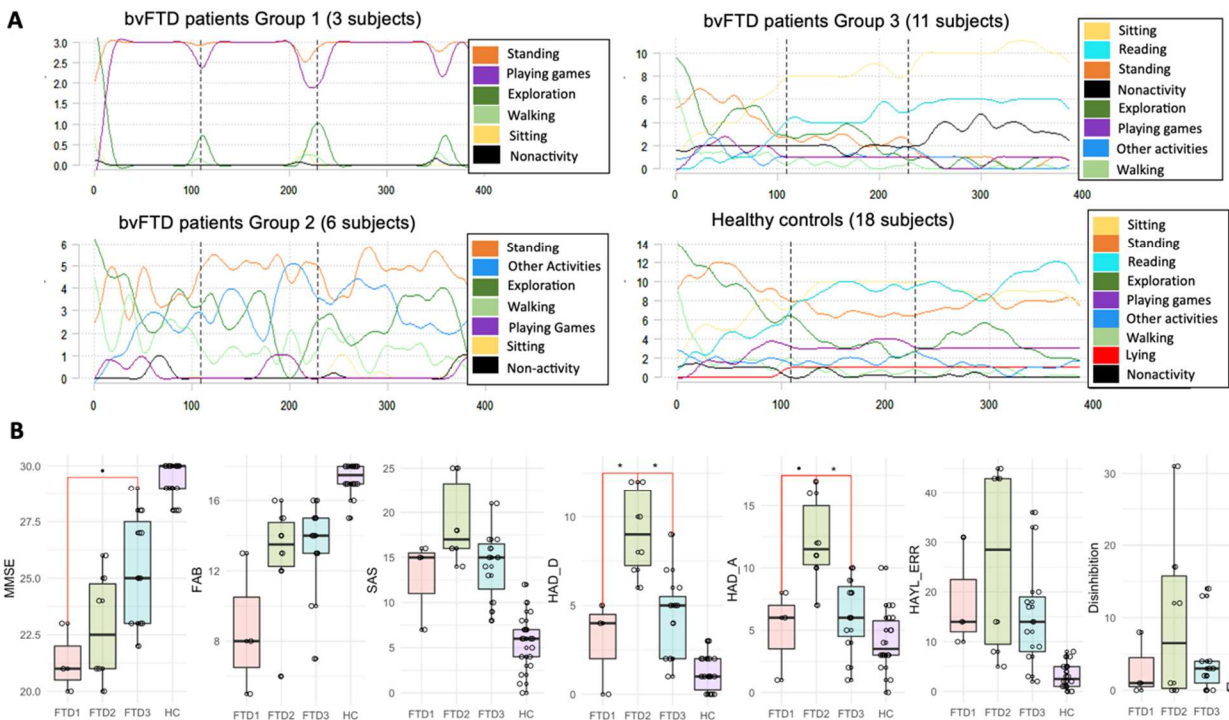 A
bvFTD patients Group 1 (3 subjects)
3.0
2.5
2.0
1.5
1.0
0.5
0.0
0 100 200 300 400
Standing
Playing games
Exploration
Walking
Sitting
Nonactivity
bvFTD patients Group 3 (11 subjects)
10
8
6
4
2
0
0 100 200 300 400
Sitting
Reading
Standing
Nonactivity
Exploration
Playing games
Other activities
Walking
bvFTD patients Group 2 (6 subjects)
6
5
4
3
2
1
0
0 100 200 300 400
Standing
Other Activities
Exploration
Walking
Playing Games
Sitting
Non-activity
Healthy controls (18 subjects)
14
12
10
8
6
4
2
0
0 100 200 300 400
Sitting
Standing
Reading
Exploration
Playing games
Other activities
Walking
Lying
Nonactivity
B
MMSE
30.0
27.5
25.0
22.5
20.0
*
FTD1 FTD2 FTD3 HC
FAB
16
12
8
FTD1 FTD2 FTD3 HC
SAS
25
20
15
10
5
0
FTD1 FTD2 FTD3 HC
HAD_D
10
5
0
* *
FTD1 FTD2 FTD3 HC
HAD_A
15
10
5
0
* *
FTD1 FTD2 FTD3 HC
HAYL_ERR
40
30
20
10
0
FTD1 FTD2 FTD3 HC
Disinhibition
30
20
10
0
FTD1 FTD2 FTD3